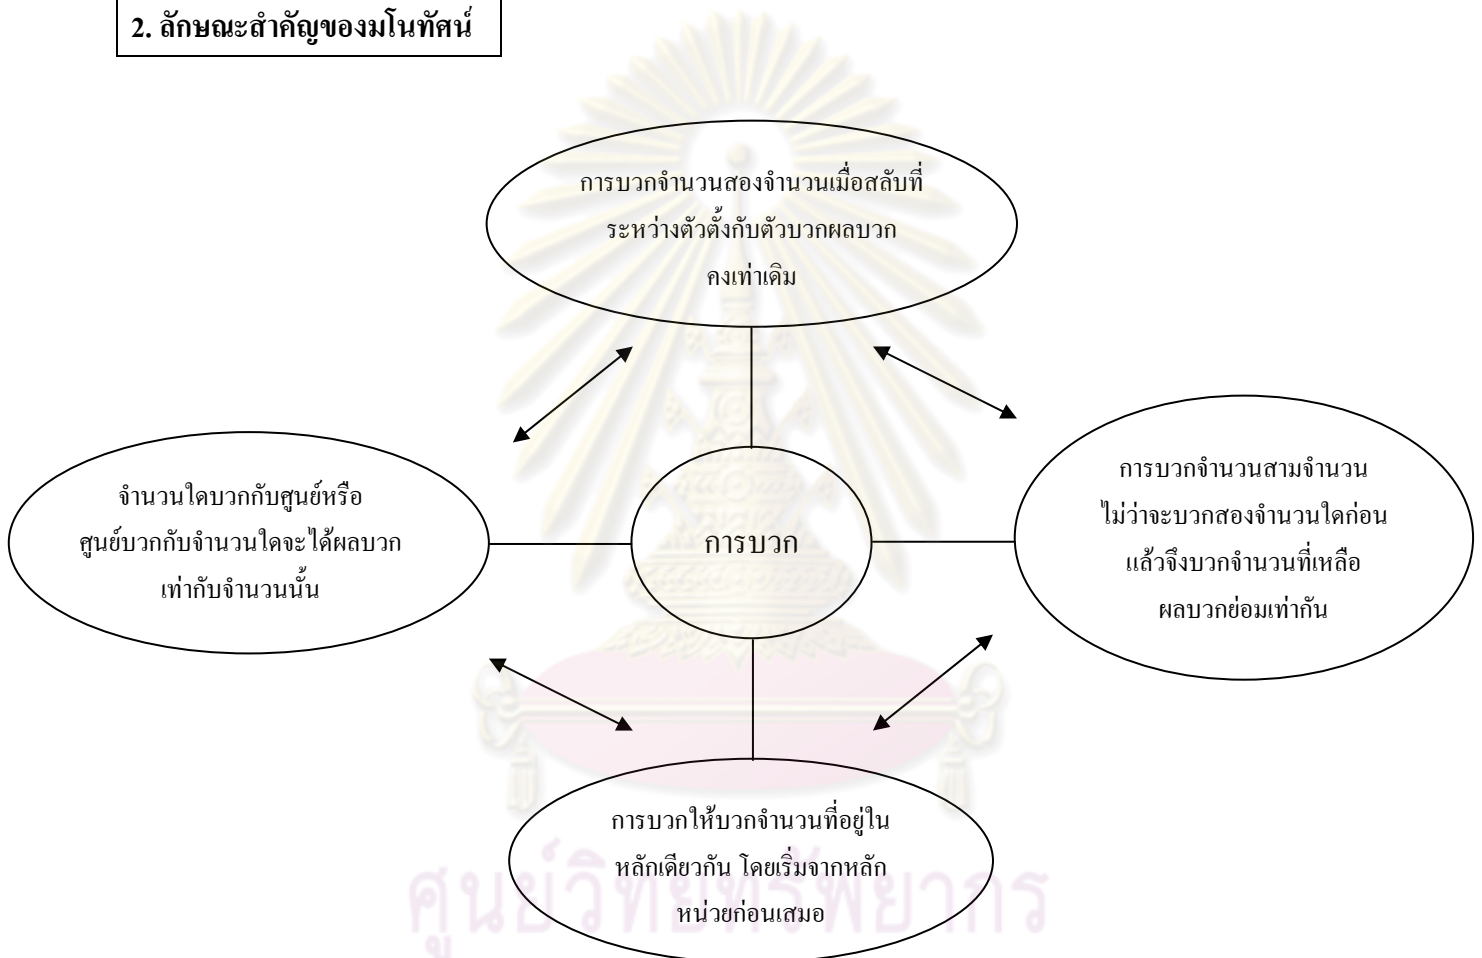 2. ลักษณะสำคัญของมโนทัศน์
การบวกจำนวนสองจำนวนเมื่อสลับที่
ระหว่างตัวตั้งกับตัวบวกผลบวก
คงเท่าเดิม
จำนวนใดบวกกับศูนย์หรือ
ศูนย์บวกกับจำนวนใดจะได้ผลบวก
เท่ากับจำนวนนั้น
การบวก
การบวกจำนวนสามจำนวน
ไม่ว่าจะบวกสองจำนวนใดก่อน
แล้วจึงบวกจำนวนที่เหลือ
ผลบวกย่อมเท่ากัน
การบวกให้บวกจำนวนที่อยู่ใน
หลักเดียวกัน โดยเริ่มจากหลัก
หน่วยก่อนเสมอ
ศูนย์วิทยทรัพยากร